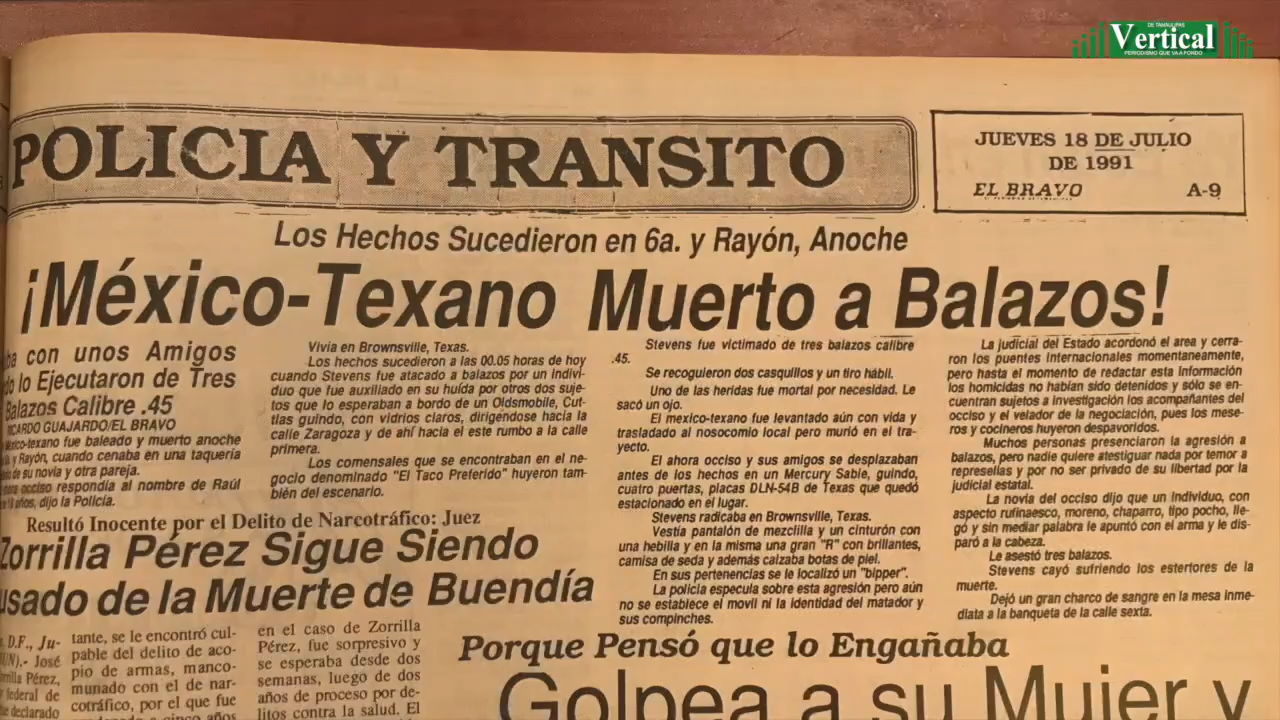 DE TAMAULIPAS
Vertical
PERIODISMO QUE VA A FONDO
POLICIA Y TRANSITO
JUEVES 18 DE JULIO
DE 1991
EL BRAVO
A-9
Los Hechos Sucedieron en 6a. y Rayón, Anoche
¡México-Texano Muerto a Balazos!
con unos Amigos
lo Ejecutaron de Tres
Balazos Calibre .45
RICARDO GUAJARDO/EL BRAVO
México-texano fue baleado y muerto anoche
y Rayón, cuando cenaba en una taquería
de su novia y otra pareja.
occiso respondía al nombre de Raúl
años, dijo la Policía.
Vivia en Brownsville, Texas.
Los hechos sucedieron a las 00.05 horas de hoy
cuando Stevens fue atacado a balazos por un indivi-
duo que fue auxiliado en su huída por otros dos suje-
tos que lo esperaban a bordo de un Oldsmobile, Cut-
tlas guindo, con vidrios claros, dirigendose hacía la
calle Zaragoza y de ahí hacia el este rumbo a la calle
primera.
Los comensales que se encontraban en el ne-
gocio denominado "El Taco Preferido" huyeron tam-
bién del escenario.
Stevens fue victimado de tres balazos calibre
.45.
Se recoguieron dos casquillos y un tiro hábil.
Uno de las heridas fue mortal por necesidad. Le
sacó un ojo.
El mexico-texano fue levantado aún con vida y
trasladado al nosocomio local pero murió en el tra-
yecto.
El ahora occiso y sus amigos se desplazaban
antes de los hechos en un Mercury Sable, guindo,
cuatro puertas, placas DLN-54B de Texas que quedó
estacionado en el lugar.
Stevens radicaba en Brownsville, Texas.
Vestía pantalón de mezclilla y un cinturón con
una hebilla y en la misma una gran "R" con brillantes,
camisa de seda y además calzaba botas de piel.
En sus pertenencias se le localizó un "bipper".
La policía especula sobre esta agresión pero aún
no se establece el movil ni la identidad del matador y
sus compinches.
La judicial del Estado acordonó el area y cerra-
ron los puentes Internacionales momentaneamente,
pero hasta el momento de redactar esta Información
los homicidas no habían sido detenidos y sólo se en-
cuentran sujetos a investigación los acompañantes del
occiso y el velador de la negociación, pues los mese-
ros y cocineros huyeron despavoridos.
Muchos personas presenciaron la agresión a
balazos, pero nadie quiere atestiguar nada por temor a
represelias y por no ser privado de su libertad por la
judicial estatal.
La novia del occiso dijo que un individuo, con
aspecto rufinaesco, moreno, chaparro, tipo pocho, lle-
gó y sin mediar palabra le apuntó con el arma y le dis-
paró a la cabeza.
Le asestó tres balazos.
Stevens cayó sufriendo los estertores de la
muerte.
Dejó un gran charco de sangre en la mesa inme-
diata a la banqueta de la calle sexta.
Resultó Inocente por el Delito de Narcotráfico: Juez
Zorrilla Pérez Sigue Siendo
usado de la Muerte de Buendía
D.F., Ju-
José
rrilla Pérez,
federal de
declarado
tante, se le encontró cul-
pable del delito de aco-
pio de armas, manco-
munado con el de nar-
cotráfico, por el que fue
cinco años
en el caso de Zorrilla
Pérez, fue sorpresivo y
se esperaba desde dos
semanas, luego de dos
años de proceso por de-
litos contra la salud. El
Porque Pensó que lo Engañaba
Golpea a su Mujer y